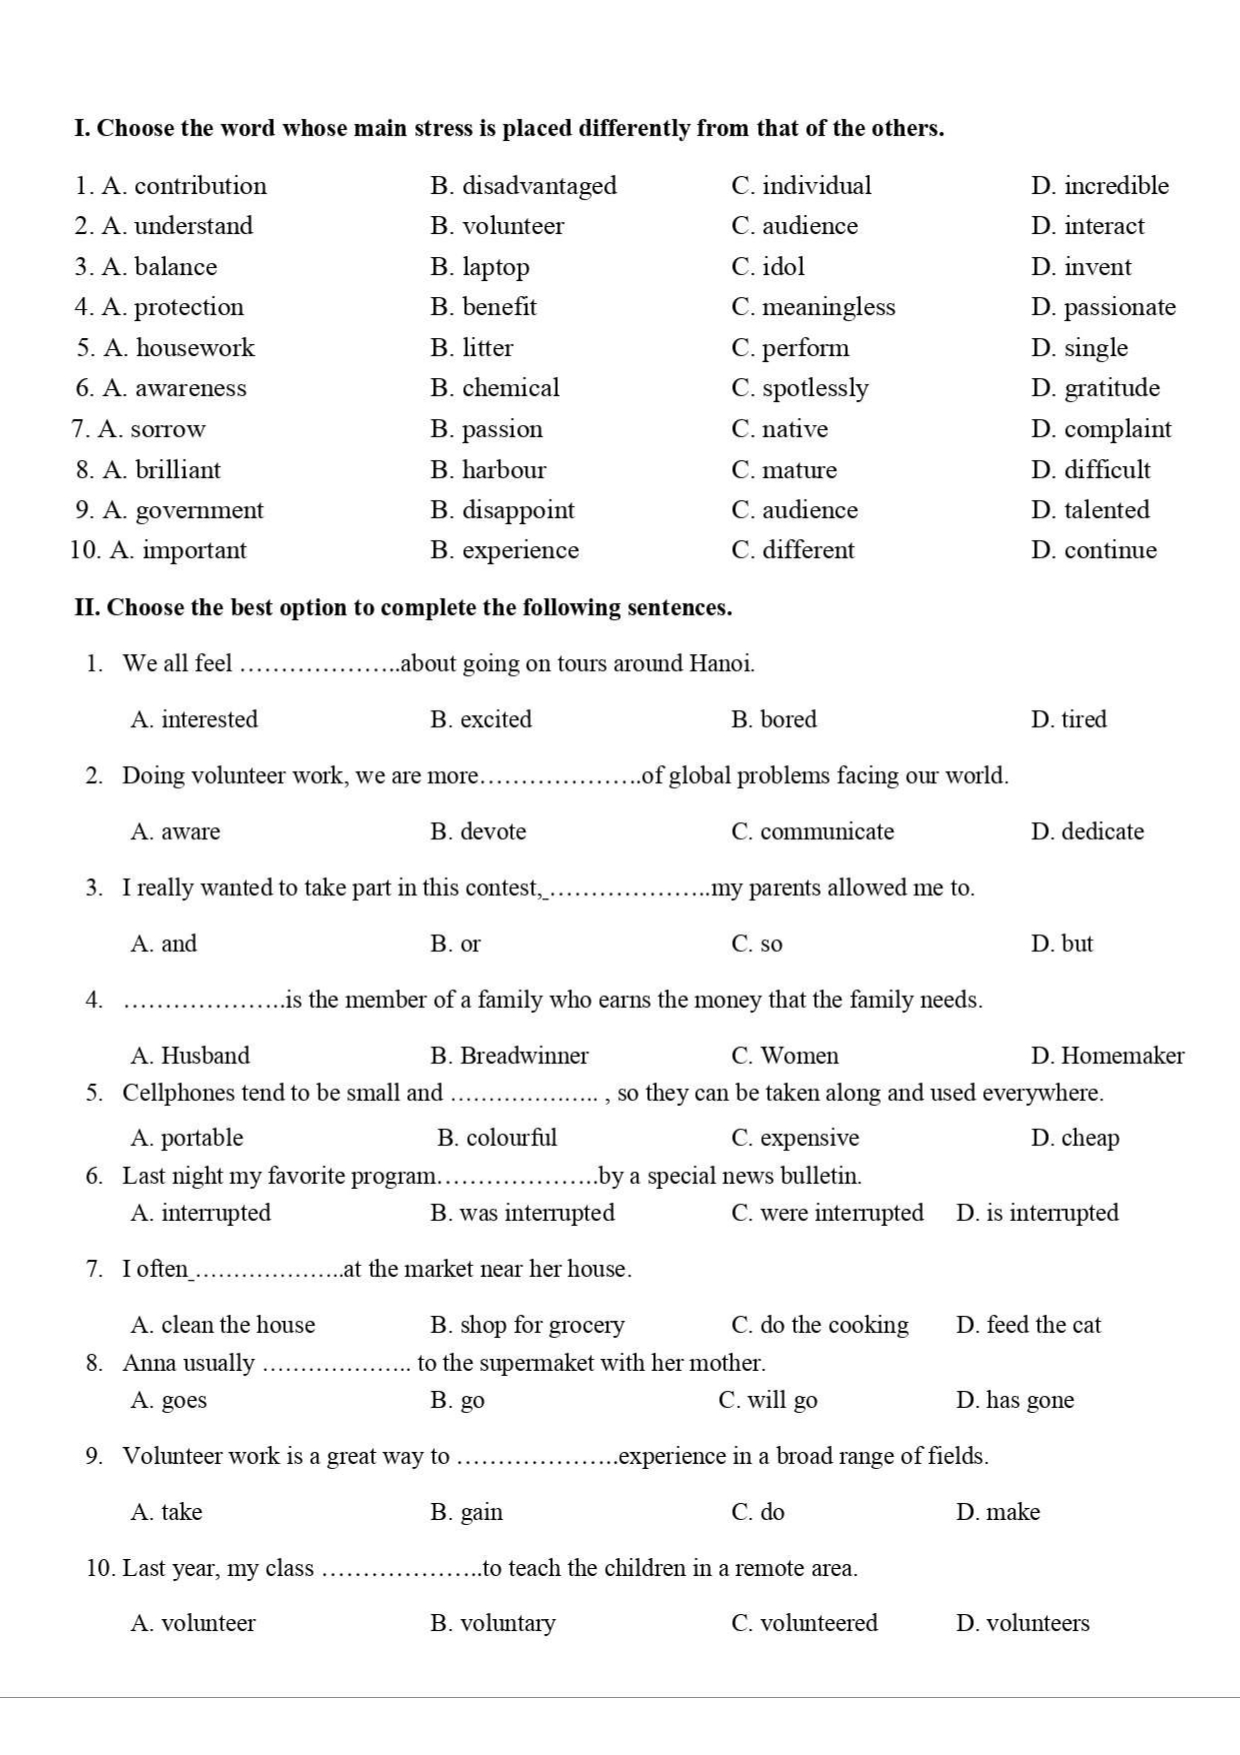 I. Choose the word whose main stress is placed differently from that of the others.
1. A. contribution B. disadvantaged C. individual D. incredible
2. A. understand B. volunteer C. audience D. interact
3. A. balance B. laptop C. idol D. invent
4. A. protection B. benefit C. meaningless D. passionate
5. A. housework B. litter C. perform D. single
6. A. awareness B. chemical C. spotlessly D. gratitude
7. A. sorrow B. passion C. native D. complaint
8. A. brilliant B. harbour C. mature D. difficult
9. A. government B. disappoint C. audience D. talented
10. A. important B. experience C. different D. continue
II. Choose the best option to complete the following sentences.
1. We all feel ………………..about going on tours around Hanoi.
A. interested B. excited B. bored D. tired
2. Doing volunteer work, we are more………………..of global problems facing our world.
A. aware B. devote C. communicate D. dedicate
3. I really wanted to take part in this contest,_………………..my parents allowed me to.
A. and B. or C. so D. but
4. ………………..is the member of a family who earns the money that the family needs.
A. Husband B. Breadwinner C. Women D. Homemaker
5. Cellphones tend to be small and ……………….. , so they can be taken along and used everywhere.
A. portable B. colourful C. expensive D. cheap
6. Last night my favorite program………………..by a special news bulletin.
A. interrupted B. was interrupted C. were interrupted D. is interrupted
7. I often_………………..at the market near her house.
A. clean the house B. shop for grocery C. do the cooking D. feed the cat
8. Anna usually ……………….. to the supermaket with her mother.
A. goes B. go C. will go D. has gone
9. Volunteer work is a great way to ………………..experience in a broad range of fields.
A. take B. gain C. do D. make
10. Last year, my class ………………..to teach the children in a remote area.
A. volunteer B. voluntary C. volunteered D. volunteers